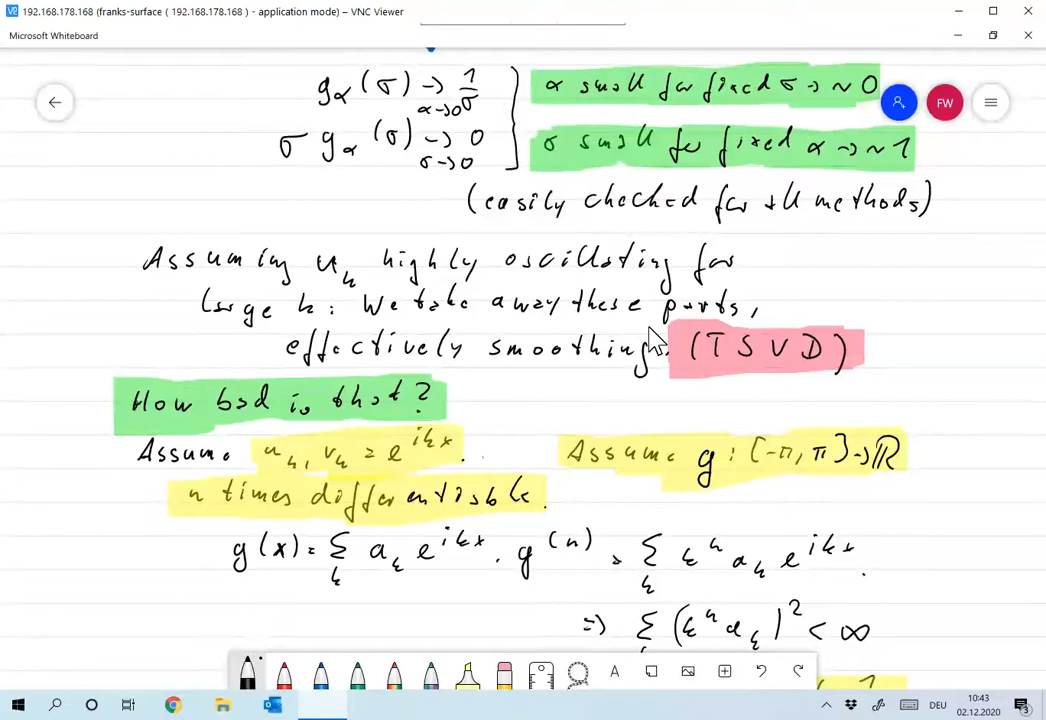 192.168.178.168 (franks-surface ( 192.168.178.168 ) - application mode) – VNC Viewer
Microsoft Whiteboard
g_α(σ) → 1/σ
α→0
α small for fixed σ → ~ 0
FW
σ g_α(σ) → 0
σ→0
σ small for fixed α → ~ 1
(easily checked for all methods)
Assuming u_k highly oscillating for
large k: We take away these parts,
effectively smoothing. (TSVD)
How bad is that?
Assume u_k, v_k = e^{ikx}. Assume g: [-π, π] → ℝ
n times differentiable.
g(x) = Σ_k a_k e^{ikx}. g^{(n)} = Σ_k k^n a_k e^{ikx}.
=> Σ (k^n a_k)^2 < ∞
A
DEU
10:43
02.12.2020
3